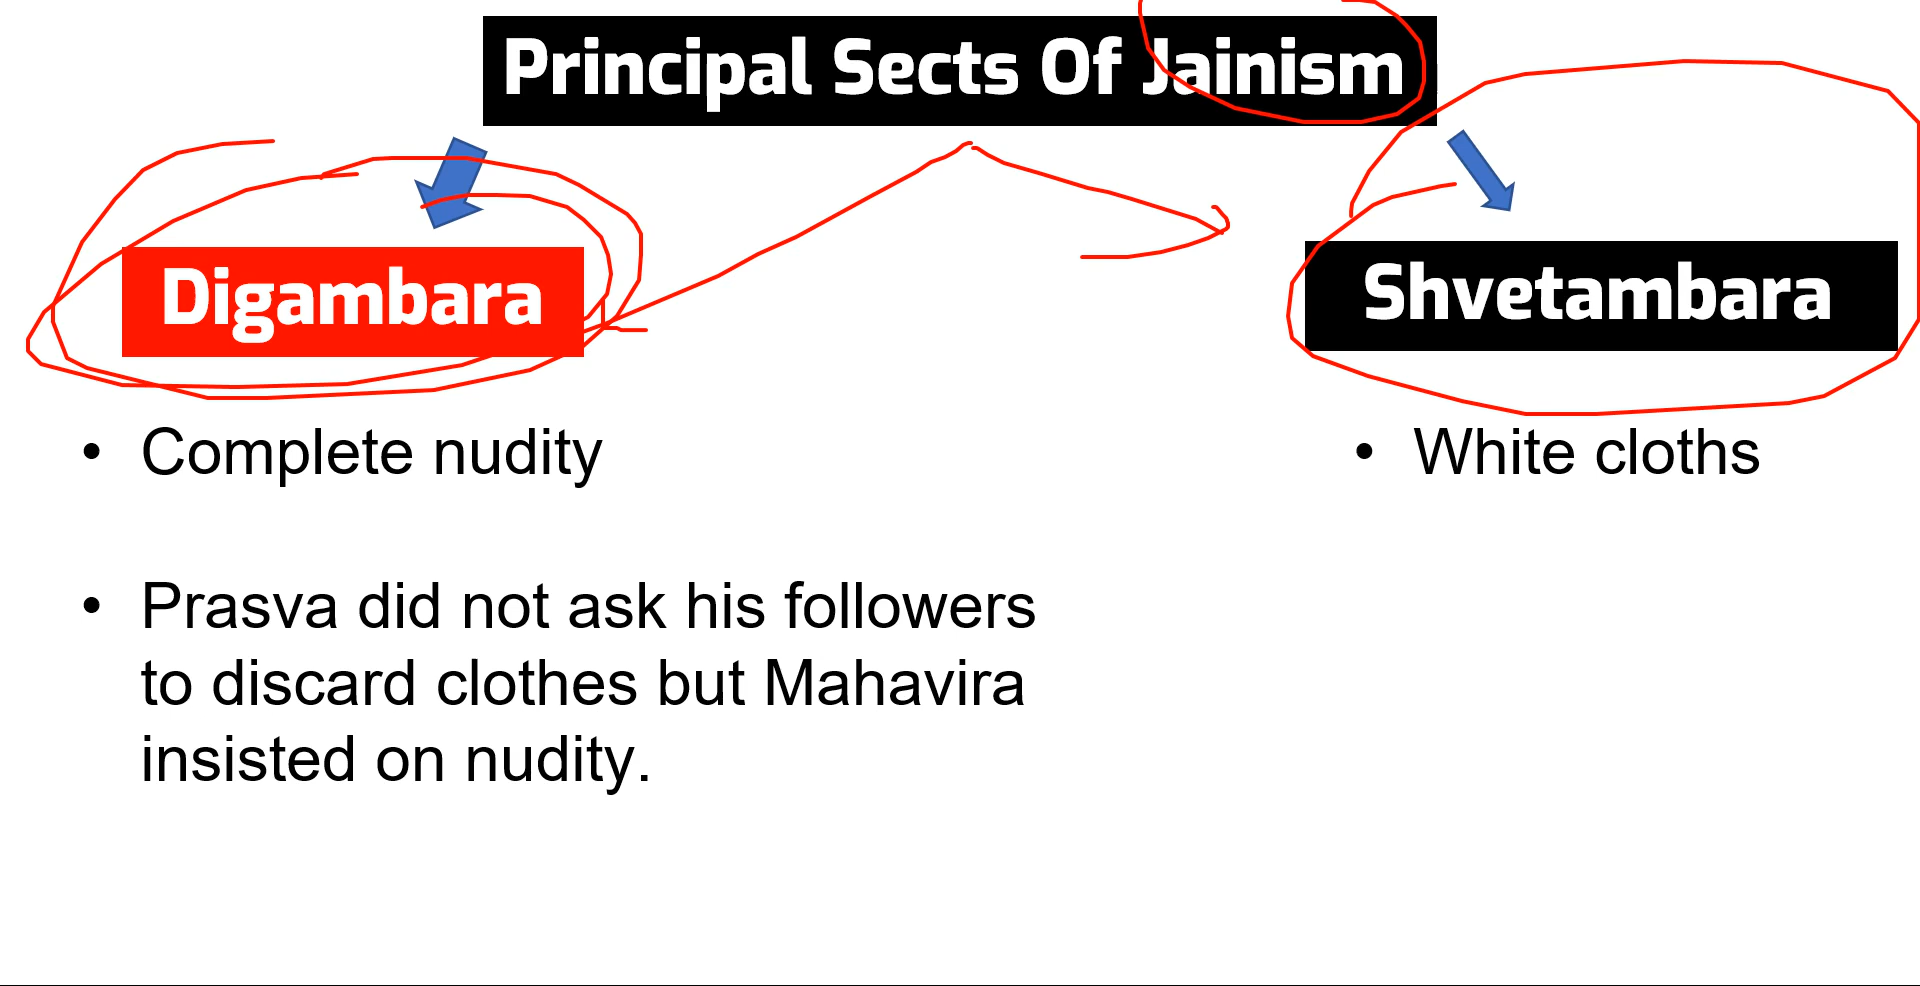 Principal Sects Of Jainism
Digambara
• Complete nudity
• Prasva did not ask his followers
to discard clothes but Mahavira
insisted on nudity.
Shvetambara
• White cloths